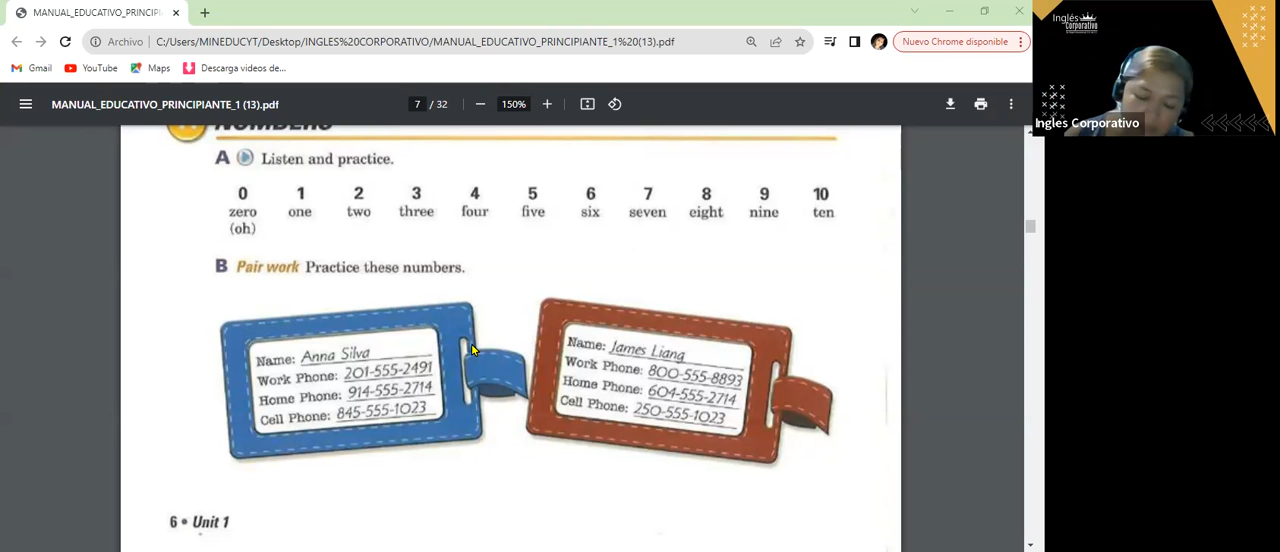 MANUAL_EDUCATIVO_PRINCIPI
Archivo
C:/Users/MINEDUCYT/Desktop/INGLES%20CORPORATIVO/MANUAL_EDUCATIVO_PRINCIPIANTE_1%20(13).pdf
Nuevo Chrome disponible
Gmail
YouTube
Maps
Descarga videos de...
MANUAL_EDUCATIVO_PRINCIPIANTE_1 (13).pdf
7 / 32
150%
Inglés
Corporativo
Ingles Corporativo
NUMBERS
A Listen and practice.
0 1 2 3 4 5 6 7 8 9 10
zero one two three four five six seven eight nine ten
(oh)
B Pair work Practice these numbers.
Name: Anna Silva
Work Phone: 201-555-2491
Home Phone: 914-555-2714
Cell Phone: 845-555-1023
Name: James Liang
Work Phone: 800-555-8893
Home Phone: 604-555-2714
Cell Phone: 250-555-1023
6 • Unit 1